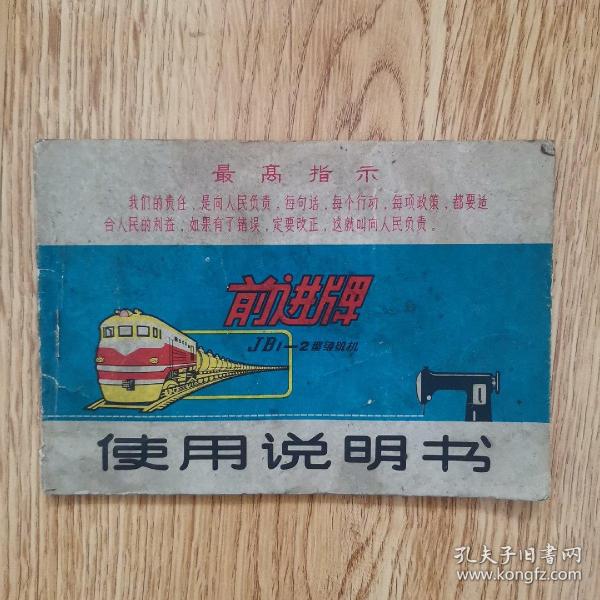 最高指示
我们的责任，是向人民负责，每句话，每个行动，每项政策，都要适
合人民的利益，如果有了错误，定要改正，这就叫向人民负责。
前进牌
JB1—2型缝纫机
使用说明书
孔夫子旧書网
www.kongfz.com